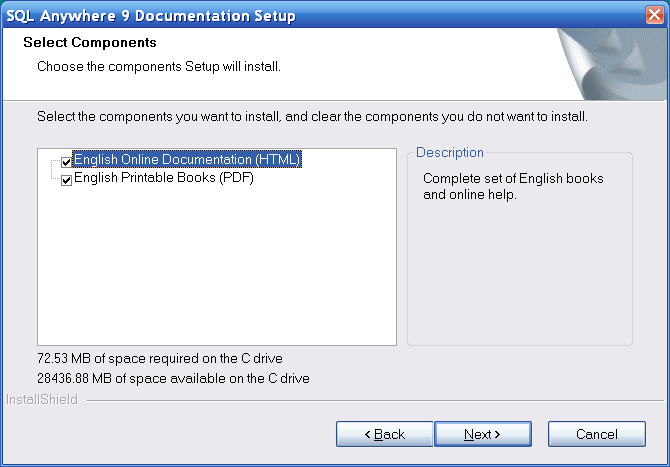 SQL Anywhere 9 Documentation Setup
Select Components
Choose the components Setup will install.
Select the components you want to install, and clear the components you do not want to install.
English Online Documentation (HTML)
English Printable Books (PDF)
Description
Complete set of English books
and online help.
72.53 MB of space required on the C drive
28436.88 MB of space available on the C drive
InstallShield
< Back
Next >
Cancel